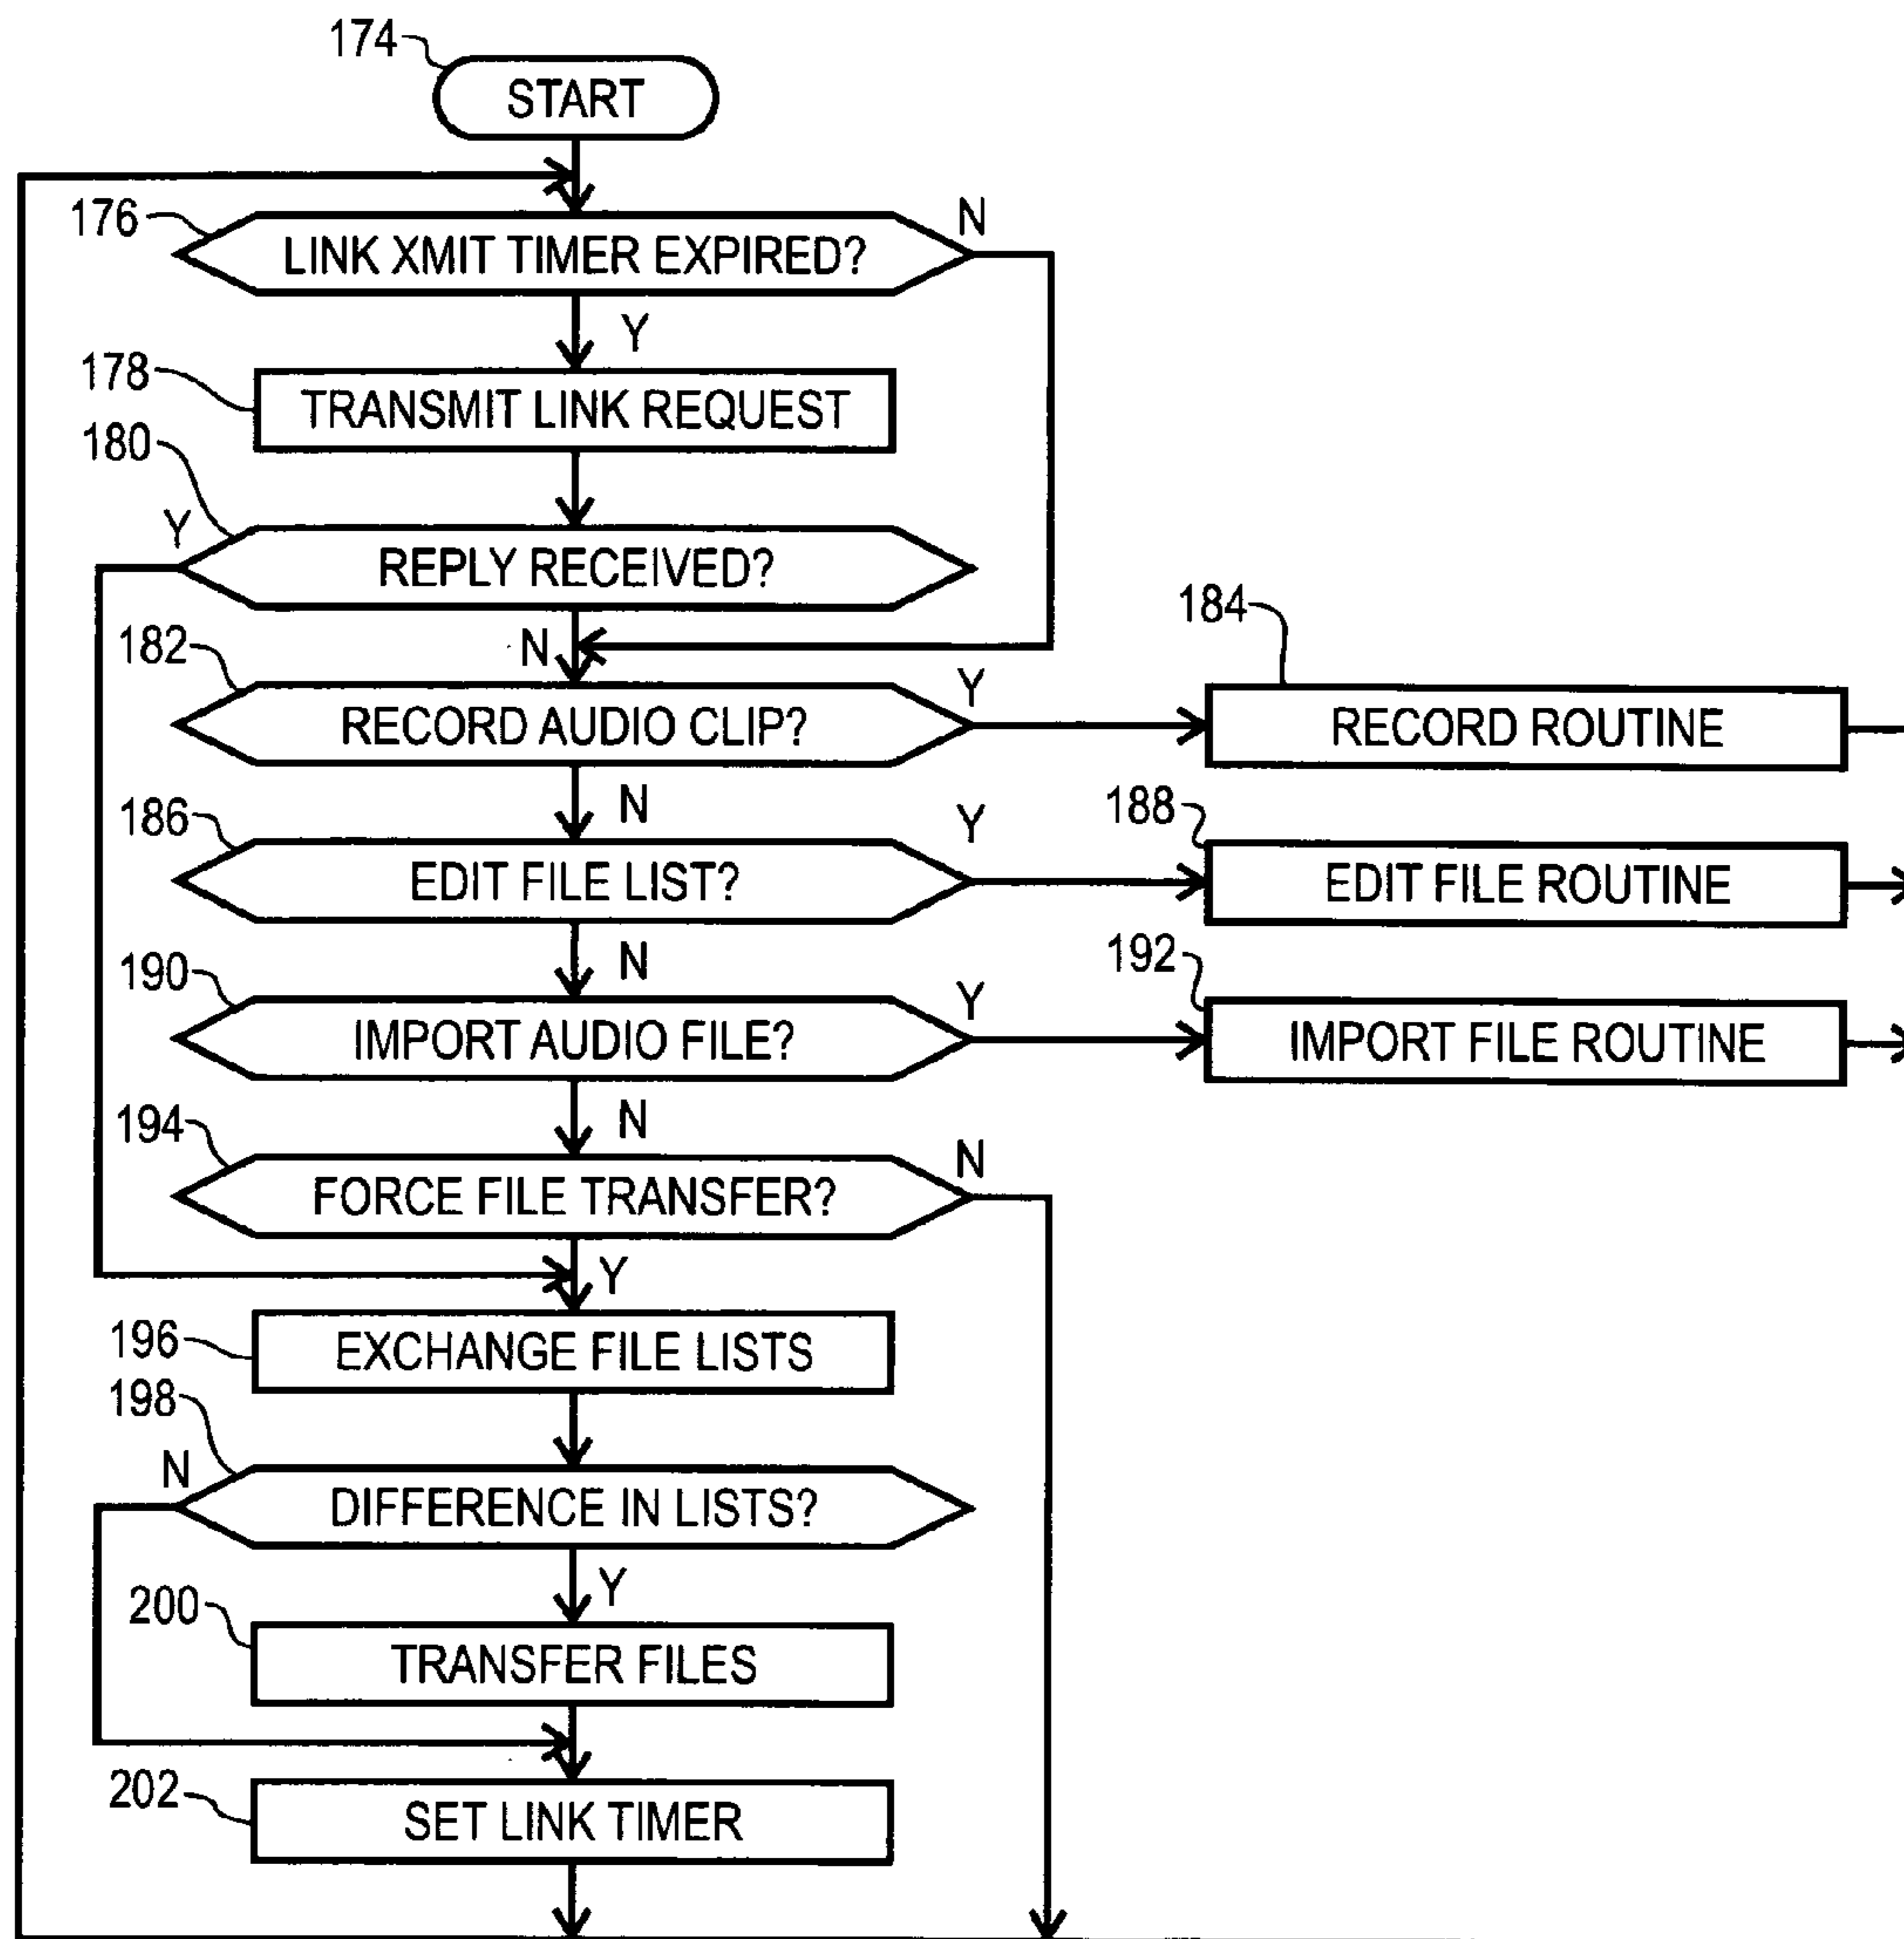 174
START
176
LINK XMIT TIMER EXPIRED?
N
Y
178
TRANSMIT LINK REQUEST
180
Y
REPLY RECEIVED?
N
182
RECORD AUDIO CLIP?
Y
184
RECORD ROUTINE
N
186
EDIT FILE LIST?
Y
188
EDIT FILE ROUTINE
N
190
IMPORT AUDIO FILE?
Y
192
IMPORT FILE ROUTINE
N
194
FORCE FILE TRANSFER?
N
Y
196
EXCHANGE FILE LISTS
198
N
DIFFERENCE IN LISTS?
Y
200
TRANSFER FILES
202
SET LINK TIMER